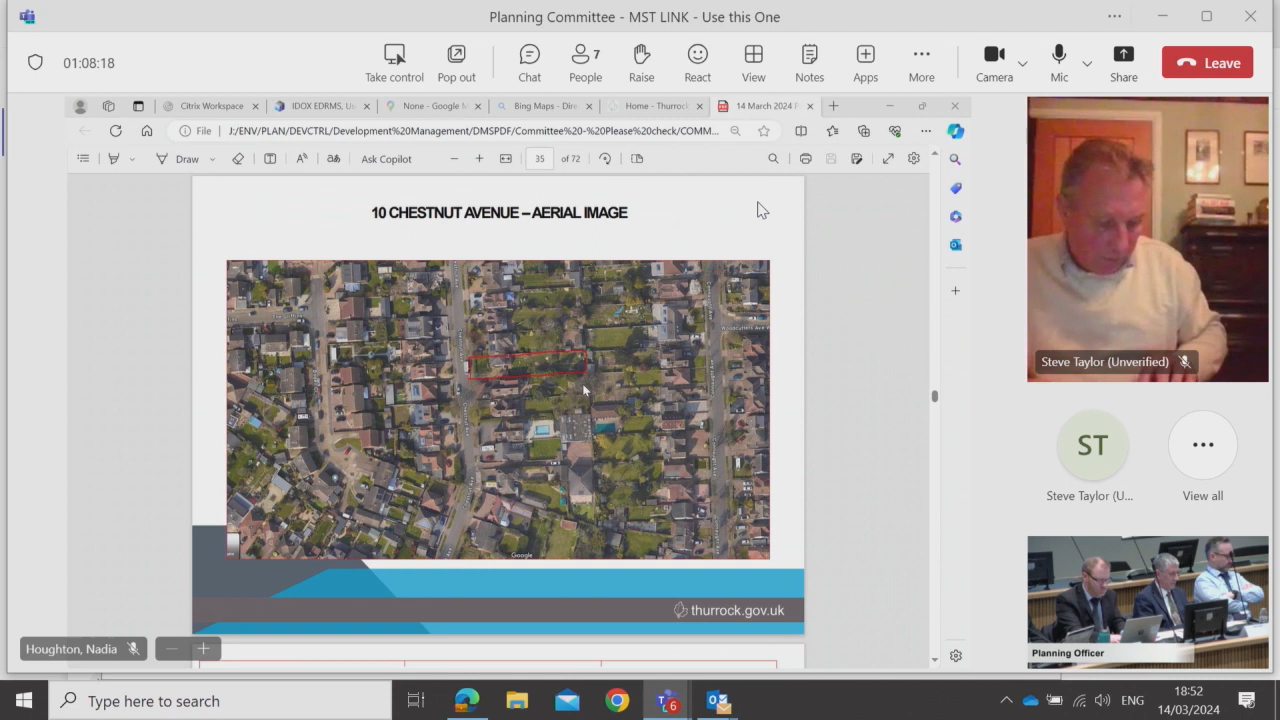 Planning Committee - MST LINK - Use this One
01:08:18
Take control
Pop out
Chat
7
People
Raise
React
View
Notes
Apps
More
Camera
Mic
Share
Leave
Citrix Workspace
IDOX EDRMS, Us
None - Google M
Bing Maps - Dire
Home - Thurroc
14 March 2024 P
File
J:/ENV/PLAN/DEVCTRL/Development%20Management/DMSPDF/Committee%20-%20Please%20check/COMM...
Draw
Ask Copilot
35
of 72
10 CHESTNUT AVENUE – AERIAL IMAGE
Google
thurrock.gov.uk
Steve Taylor (Unverified)
ST
Steve Taylor (U...
View all
Planning Officer
Houghton, Nadia
Type here to search
6
ENG
18:52
14/03/2024